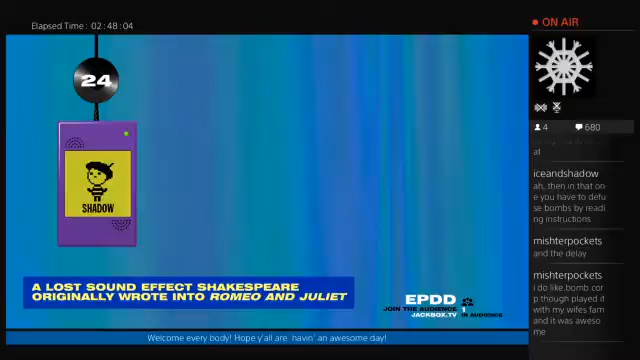 Elapsed Time : 02:48:04
ON AIR
24
SHADOW
4 680
at
iceandshadow
ah, then in that on
e you have to defu
se bombs by readi
ng instructions
mishterpockets
and the delay
mishterpockets
i do like.bomb cor
p though played it
with my wifes fam
and it was aweso
me
A LOST SOUND EFFECT SHAKESPEARE
ORIGINALLY WROTE INTO ROMEO AND JULIET
EPDD
JOIN THE AUDIENCE 1
JACKBOX.TV IN AUDIENCE
Welcome every body! Hope y'all are havin' an awesome day!